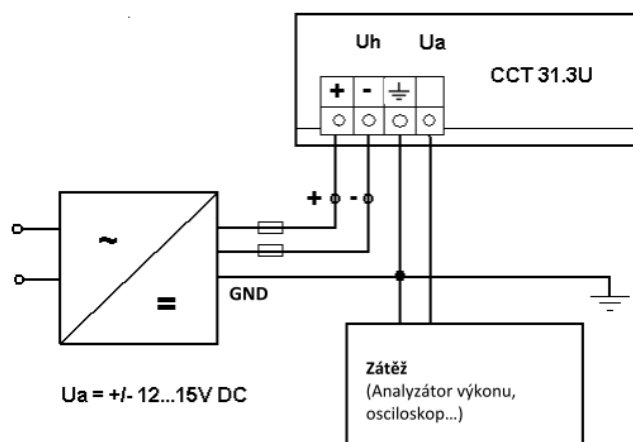 Uh Ua
CCT 31.3U
+ -
+ -
~
=
GND
Ua = +/- 12...15V DC
Zátěž
(Analyzátor výkonu,
osciloskop...)